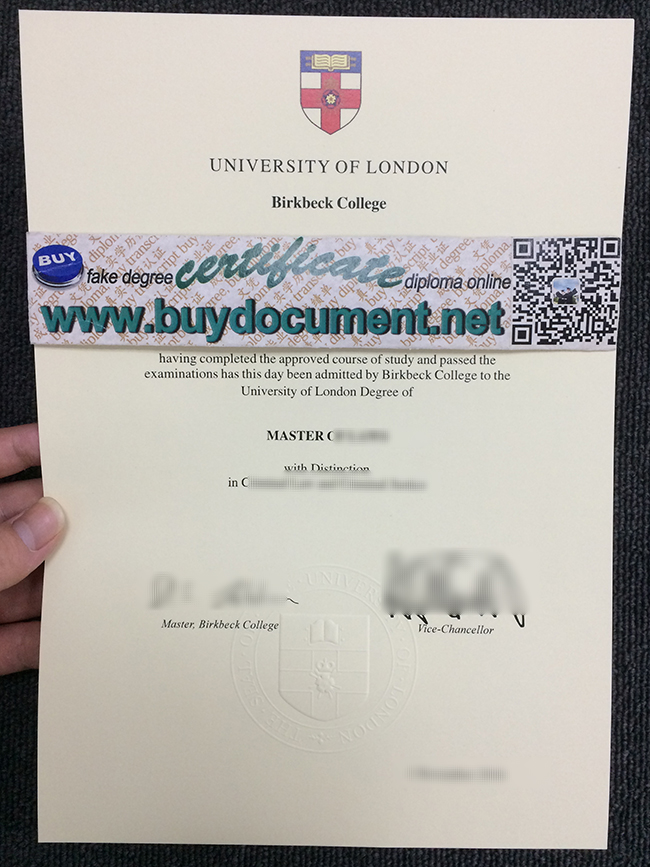 UNIVERSITY OF LONDON
Birkbeck College
BUY
fake degree certificate diploma online
www.buydocument.net
having completed the approved course of study and passed the
examinations has this day been admitted by Birkbeck College to the
University of London Degree of
MASTER
with Distinction
in
Master, Birkbeck College
Vice-Chancellor